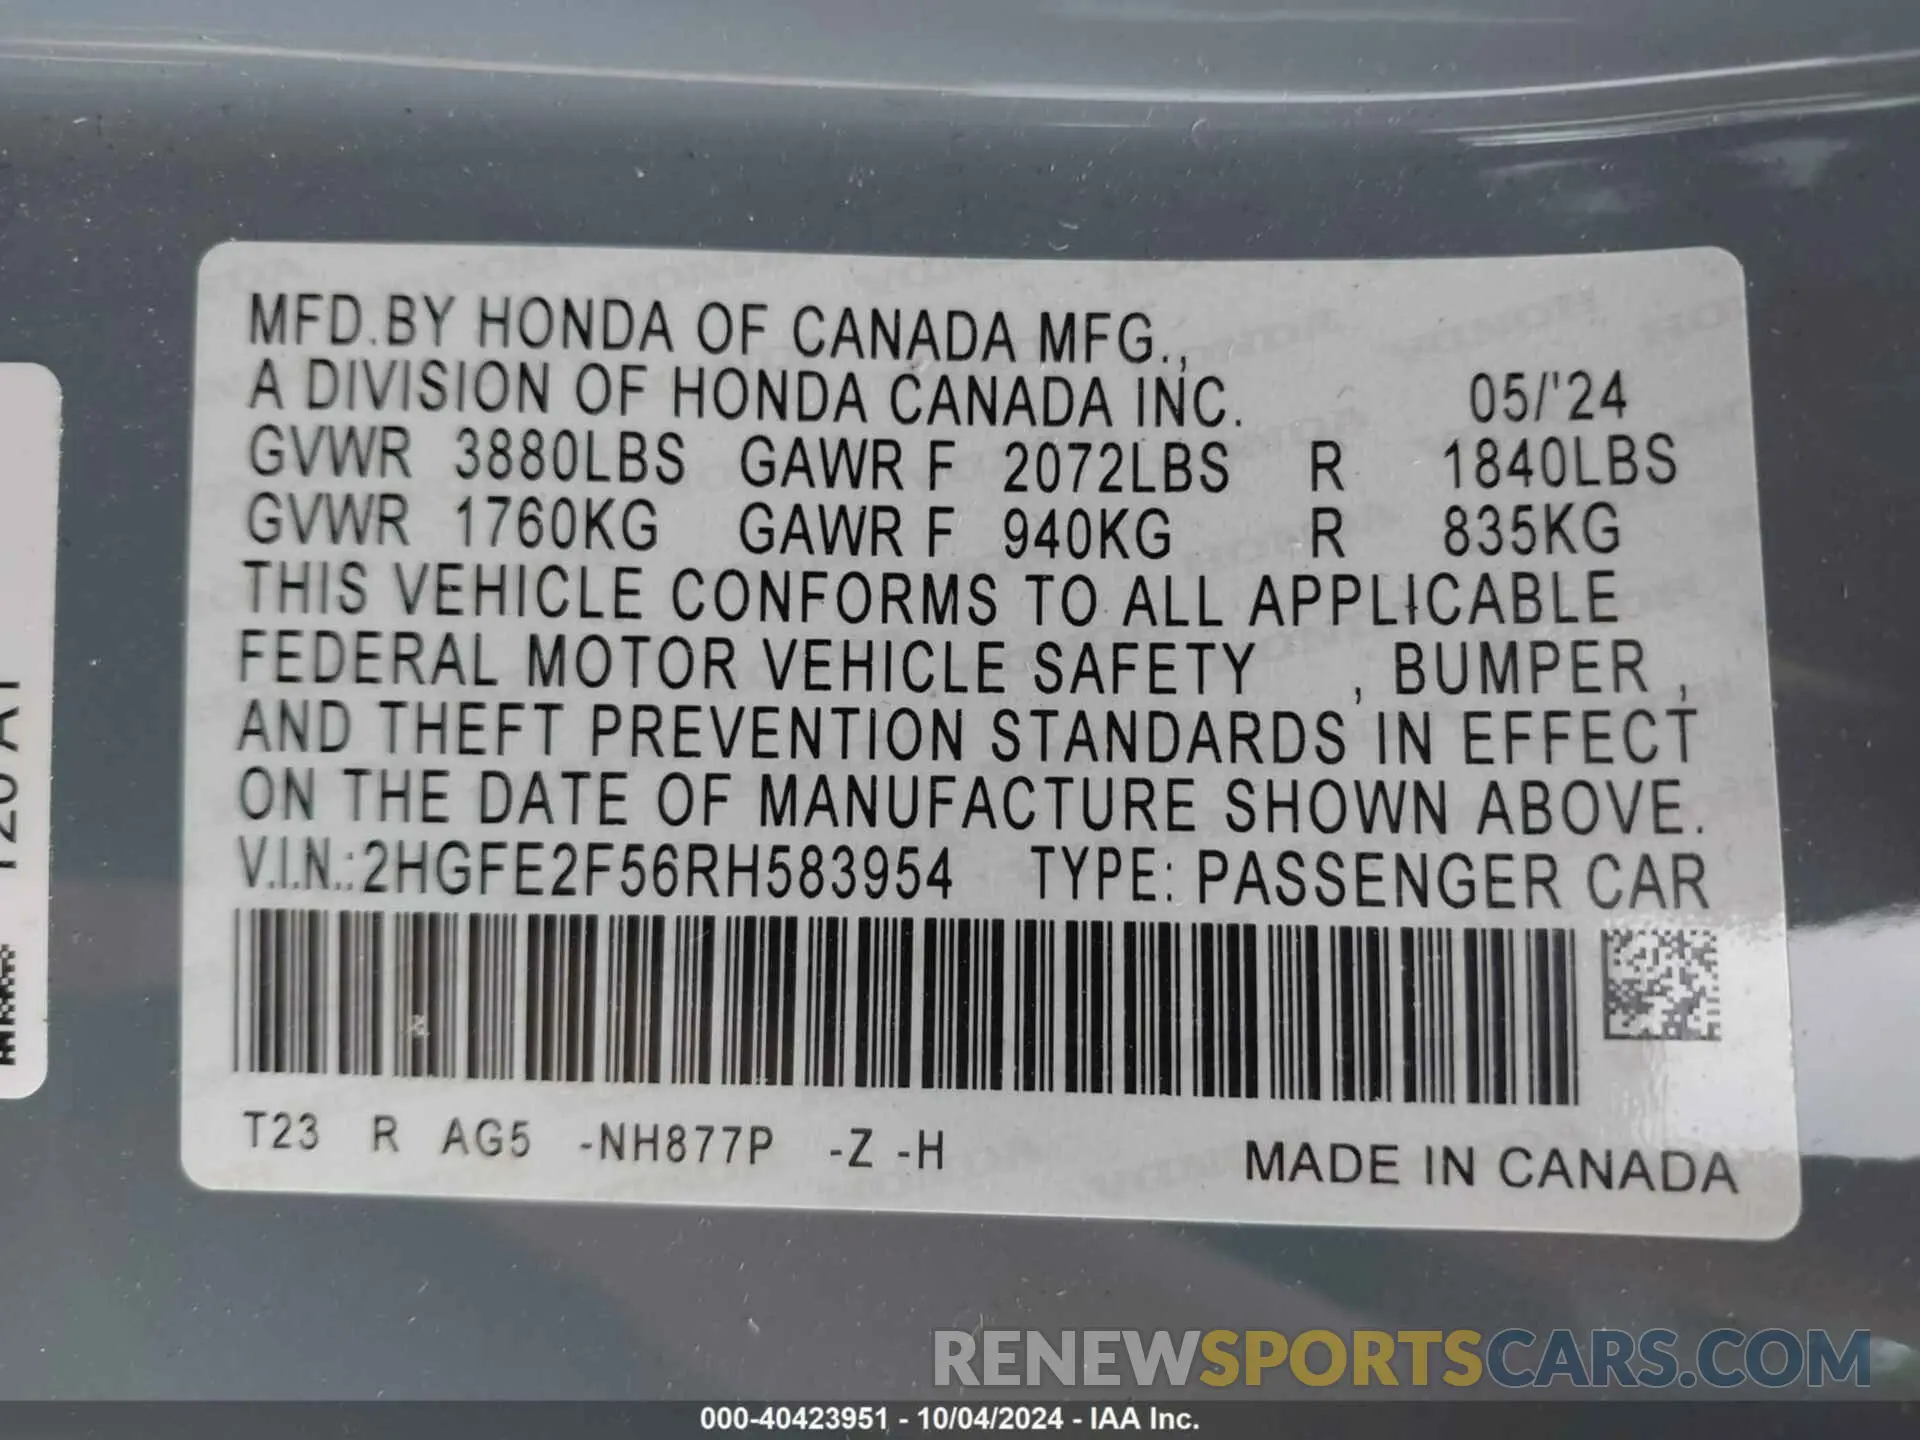 MFD.BY HONDA OF CANADA MFG.,
A DIVISION OF HONDA CANADA INC. 05/'24
GVWR 3880LBS GAWR F 2072LBS R 1840LBS
GVWR 1760KG GAWR F 940KG R 835KG
THIS VEHICLE CONFORMS TO ALL APPLICABLE
FEDERAL MOTOR VEHICLE SAFETY , BUMPER ,
AND THEFT PREVENTION STANDARDS IN EFFECT
ON THE DATE OF MANUFACTURE SHOWN ABOVE.
V.I.N.:2HGFE2F56RH583954 TYPE: PASSENGER CAR
T23 R AG5 -NH877P -Z -H
MADE IN CANADA
RENEWSPORTSCARS.COM
000-40423951 - 10/04/2024 - IAA Inc.